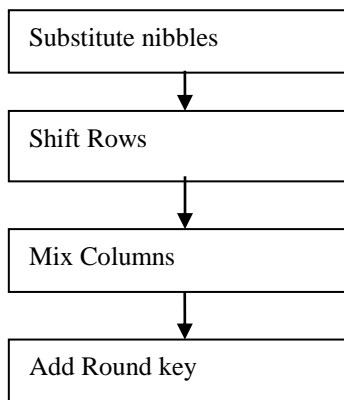 Substitute nibbles
Shift Rows
Mix Columns
Add Round key